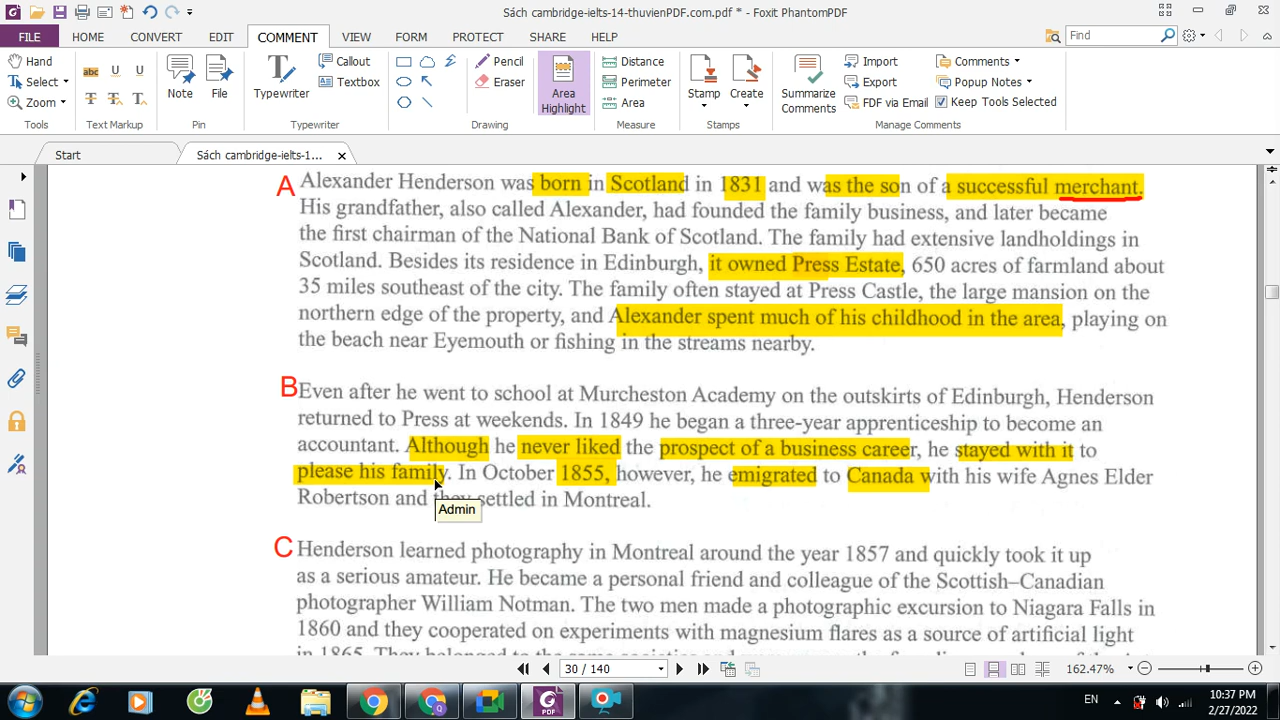 Sách cambridge-ielts-14-thuvienPDF.com.pdf * - Foxit PhantomPDF
FILE HOME CONVERT EDIT COMMENT VIEW FORM PROTECT SHARE HELP Find
Hand Select Zoom Note File Typewriter Callout Textbox Pencil Eraser Area Highlight Distance Perimeter Area Stamp Create Summarize Comments Import Export FDF via Email Comments Popup Notes Keep Tools Selected
Tools Text Markup Pin Typewriter Drawing Measure Stamps Manage Comments
Start Sách cambridge-ielts-1...
A Alexander Henderson was born in Scotland in 1831 and was the son of a successful merchant.
His grandfather, also called Alexander, had founded the family business, and later became
the first chairman of the National Bank of Scotland. The family had extensive landholdings in
Scotland. Besides its residence in Edinburgh, it owned Press Estate, 650 acres of farmland about
35 miles southeast of the city. The family often stayed at Press Castle, the large mansion on the
northern edge of the property, and Alexander spent much of his childhood in the area, playing on
the beach near Eyemouth or fishing in the streams nearby.
B Even after he went to school at Murcheston Academy on the outskirts of Edinburgh, Henderson
returned to Press at weekends. In 1849 he began a three-year apprenticeship to become an
accountant. Although he never liked the prospect of a business career, he stayed with it to
please his family. In October 1855, however, he emigrated to Canada with his wife Agnes Elder
Robertson and they settled in Montreal.
Admin
C Henderson learned photography in Montreal around the year 1857 and quickly took it up
as a serious amateur. He became a personal friend and colleague of the Scottish–Canadian
photographer William Notman. The two men made a photographic excursion to Niagara Falls in
1860 and they cooperated on experiments with magnesium flares as a source of artificial light
in 1865. They belonged to the same societies and
30 / 140 162.47%
EN 10:37 PM
2/27/2022